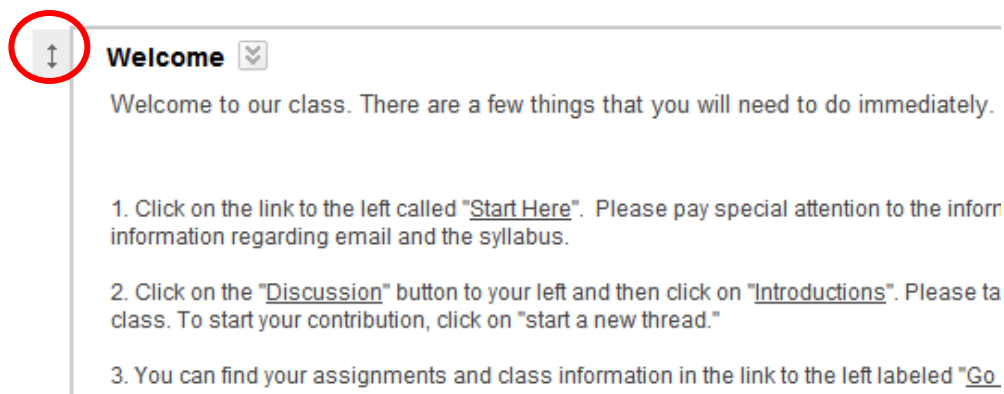 Welcome
Welcome to our class. There are a few things that you will need to do immediately.
1. Click on the link to the left called "Start Here".  Please pay special attention to the
information regarding email and the syllabus.
2. Click on the "Discussion" button to your left and then click on "Introductions". Please
class. To start your contribution, click on "start a new thread."
3. You can find your assignments and class information in the link to the left labeled "Go